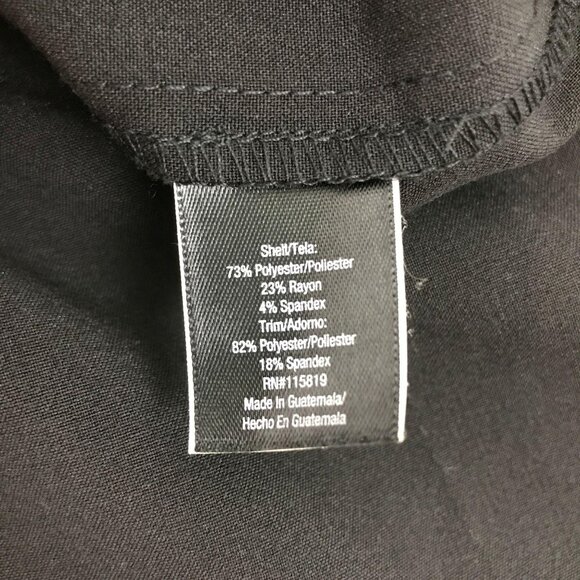 Shell/Tela:
73% Polyester/Poliester
23% Rayon
4% Spandex
Trim/Adorno:
82% Polyester/Poliester
18% Spandex
RN#115819
Made In Guatemala/
Hecho En Guatemala